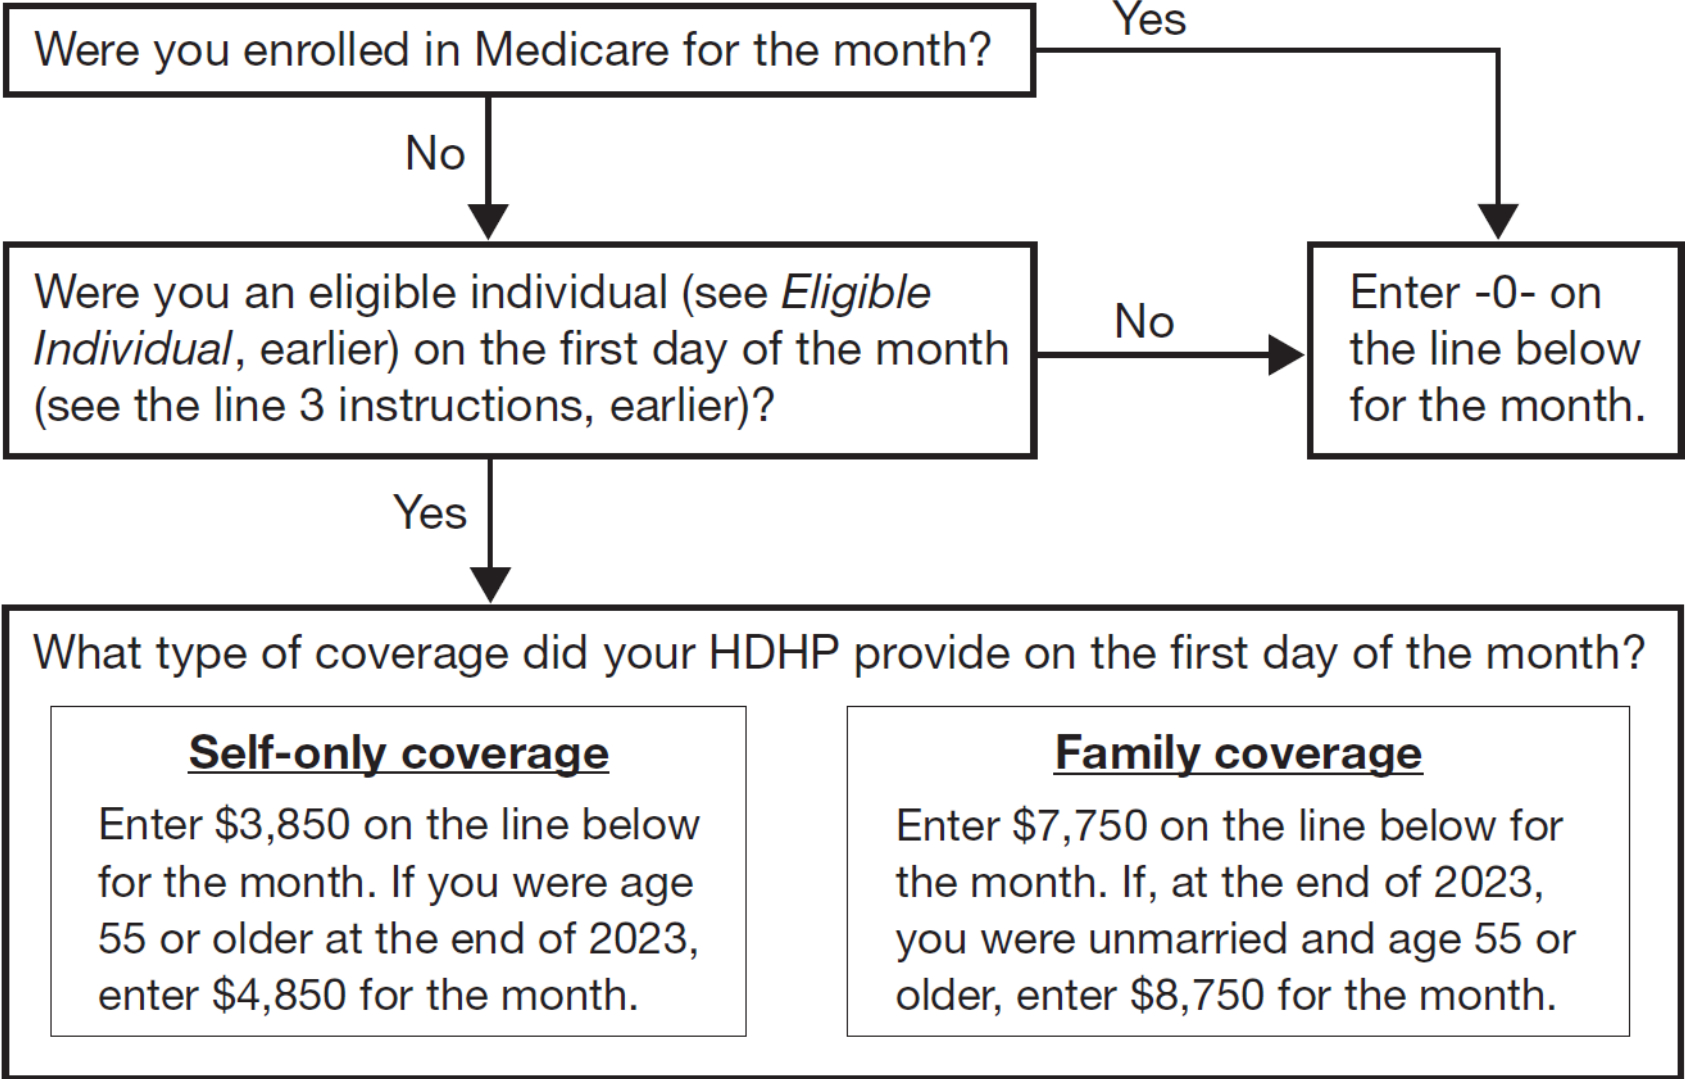 Were you enrolled in Medicare for the month?
Yes
No
Were you an eligible individual (see Eligible
Individual, earlier) on the first day of the month
(see the line 3 instructions, earlier)?
No
Enter -0- on
the line below
for the month.
Yes
What type of coverage did your HDHP provide on the first day of the month?
Self-only coverage
Enter $3,850 on the line below
for the month. If you were age
55 or older at the end of 2023,
enter $4,850 for the month.
Family coverage
Enter $7,750 on the line below for
the month. If, at the end of 2023,
you were unmarried and age 55 or
older, enter $8,750 for the month.